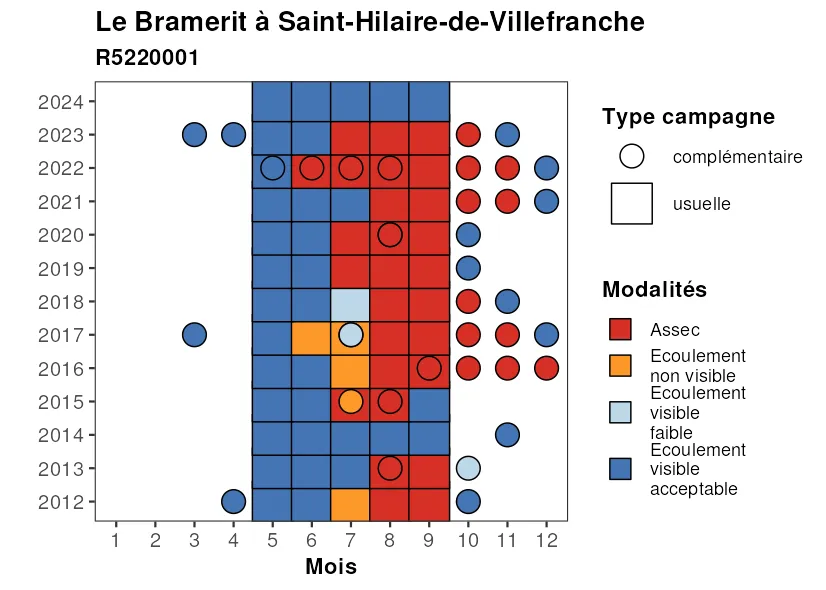 Le Bramerit à Saint-Hilaire-de-Villefranche
R5220001
2024
2023
2022
2021
2020
2019
2018
2017
2016
2015
2014
2013
2012
1 2 3 4 5 6 7 8 9 10 11 12
Mois
Type campagne
complémentaire
usuelle
Modalités
Assec
Ecoulement
non visible
Ecoulement
visible
faible
Ecoulement
visible
acceptable